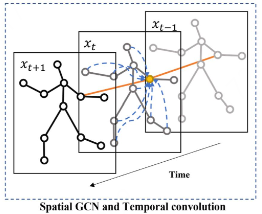 x_{t-1}
x_t
x_{t+1}
Time
Spatial GCN and Temporal convolution